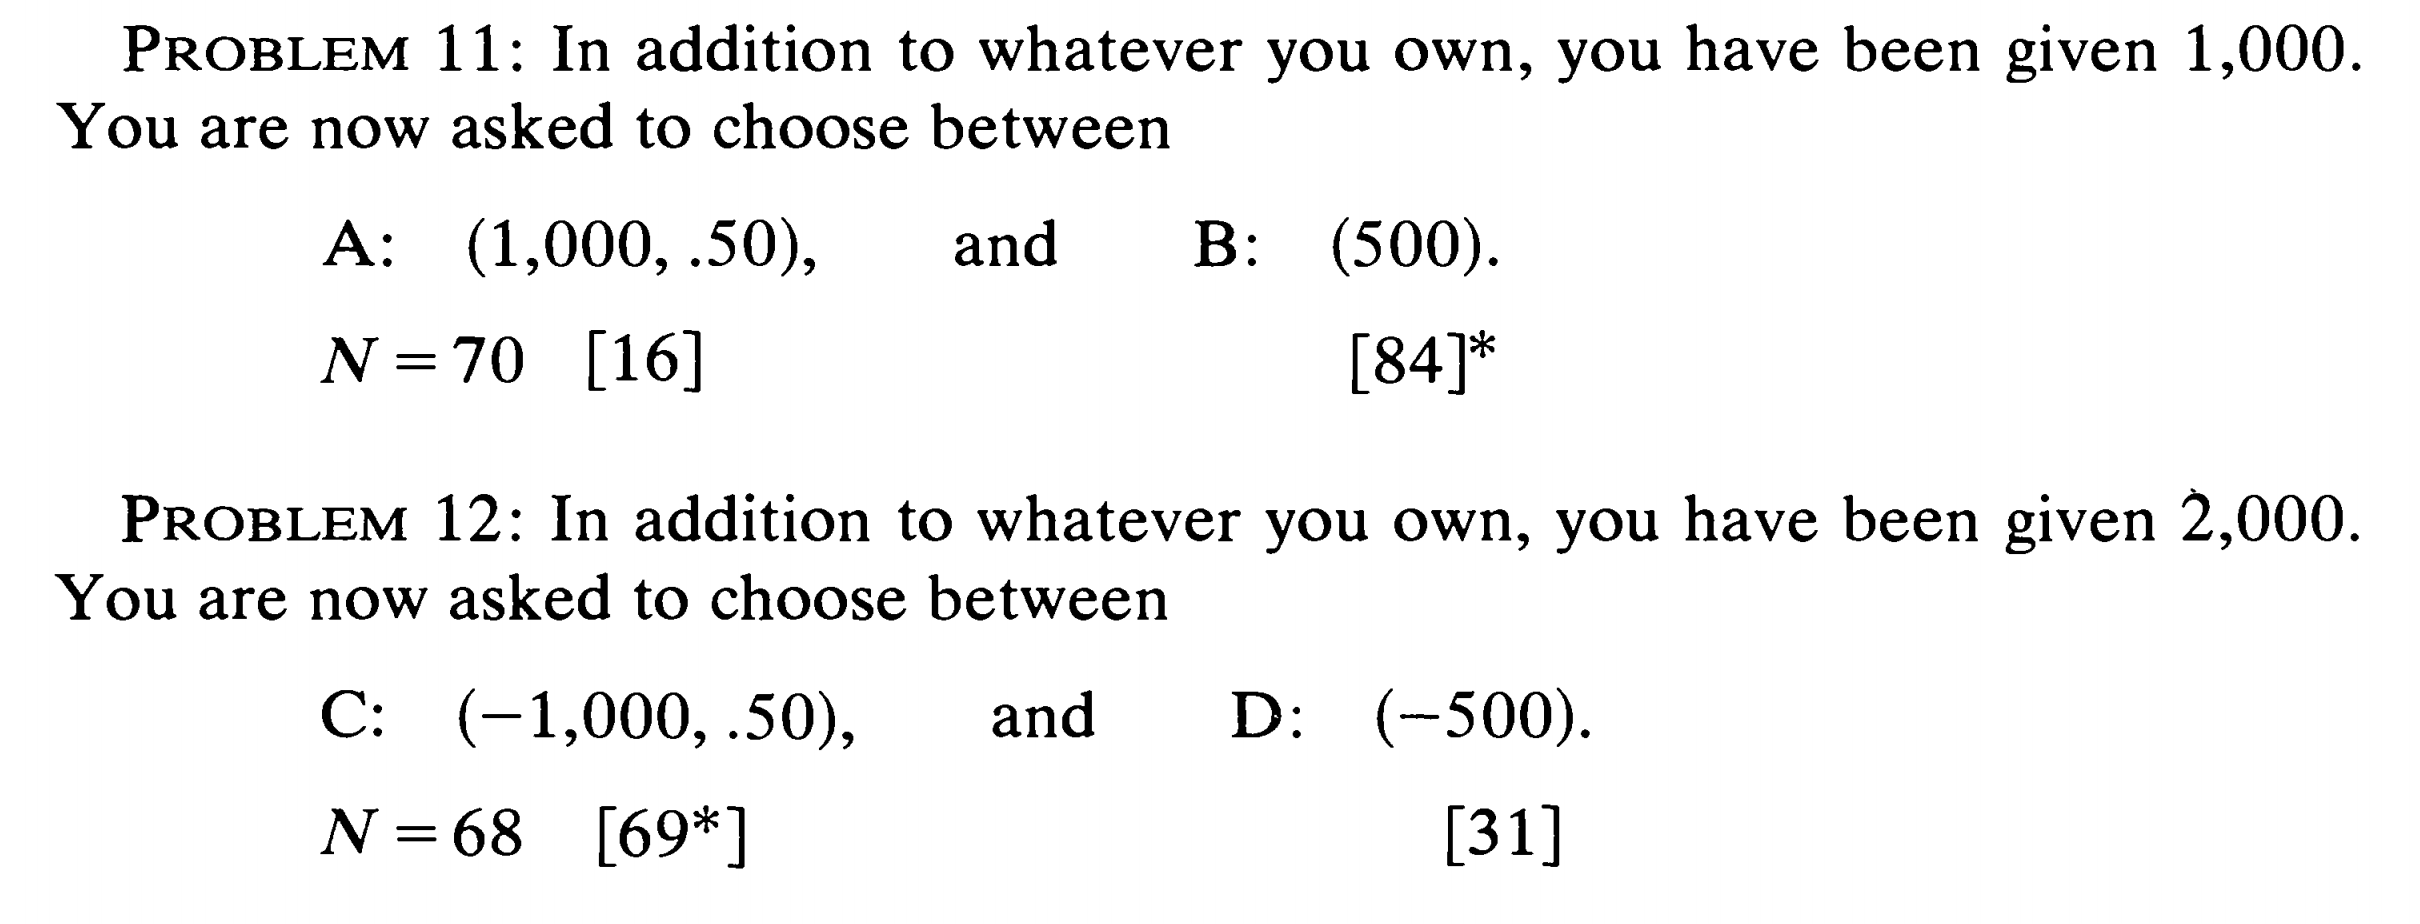 PROBLEM 11: In addition to whatever you own, you have been given 1,000.
You are now asked to choose between
A: (1,000, .50), and B: (500).
N = 70 [16] [84]*
PROBLEM 12: In addition to whatever you own, you have been given 2,000.
You are now asked to choose between
C: (−1,000, .50), and D: (−500).
N = 68 [69*] [31]